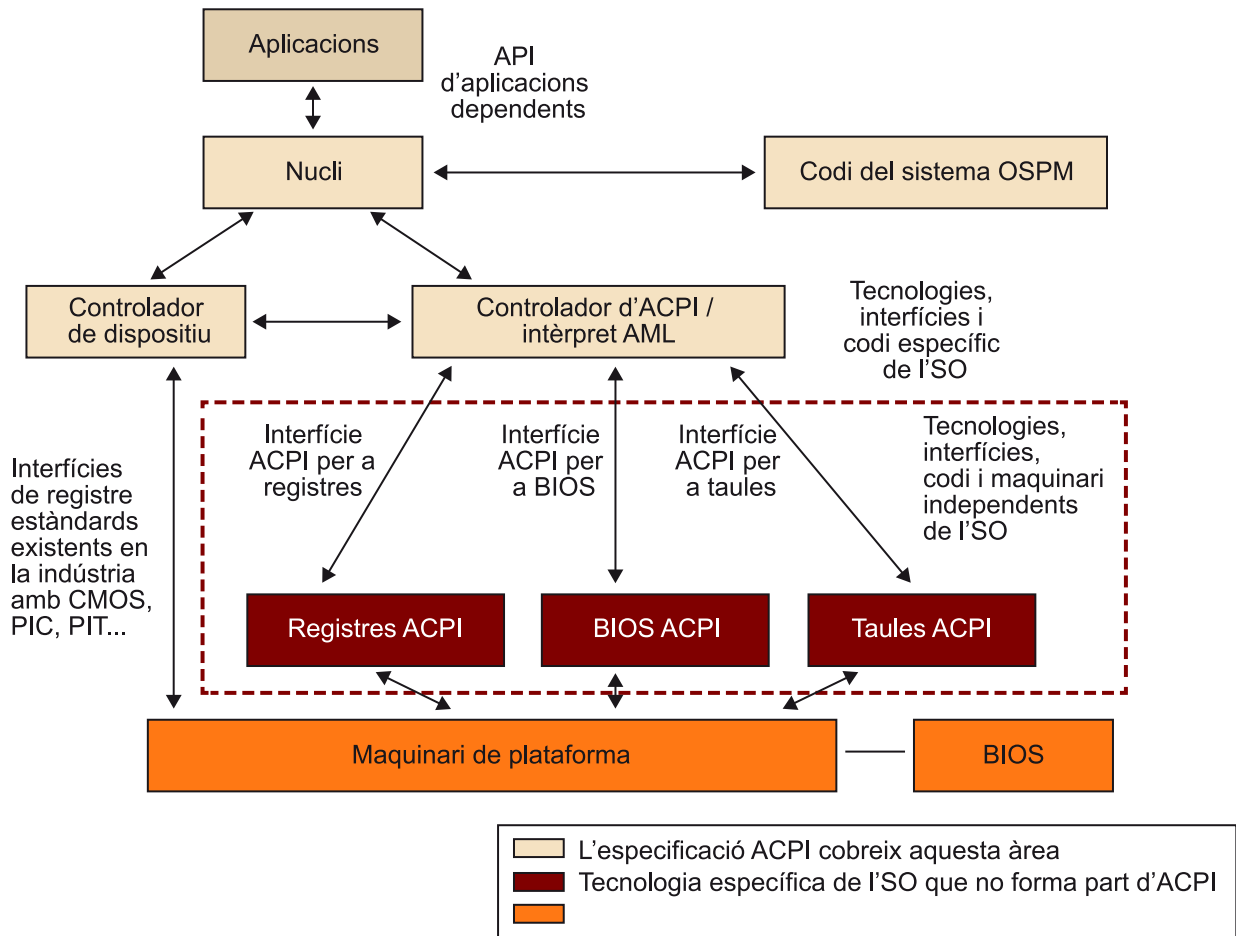 Aplicacions
API
d’aplicacions
dependents
Nucli
Codi del sistema OSPM
Controlador
de dispositiu
Controlador d’ACPI /
intèrpret AML
Tecnologies,
interfícies i
codi específic
de l’SO
Interfícies
de registre
estàndards
existents en
la indústria
amb CMOS,
PIC, PIT...
Interfície
ACPI per a
registres
Interfície
ACPI per
a BIOS
Interfície
ACPI per
a taules
Tecnologies,
interfícies,
codi i maquinari
independents
de l’SO
Registres ACPI
BIOS ACPI
Taules ACPI
Maquinari de plataforma
BIOS
L’especificació ACPI cobreix aquesta àrea
Tecnologia específica de l’SO que no forma part d’ACPI